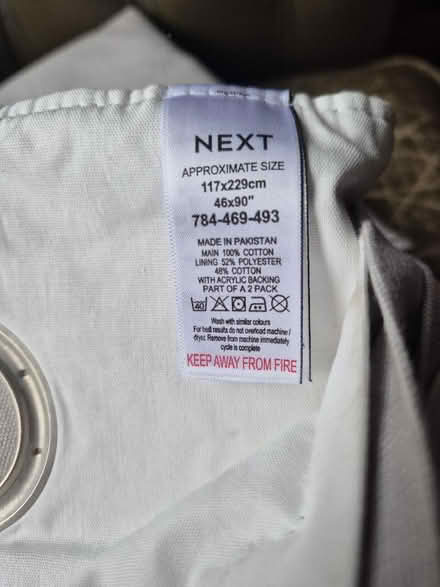 NEXT
APPROXIMATE SIZE
117x229cm
46x90"
784-469-493
MADE IN PAKISTAN
MAIN 100% COTTON
LINING 52% POLYESTER
48% COTTON
WITH ACRYLIC BACKING
PART OF A 2 PACK
40
Wash with similar colours
For best results do not overload machine /
dryer. Remove from machine immediately
cycle is complete
KEEP AWAY FROM FIRE